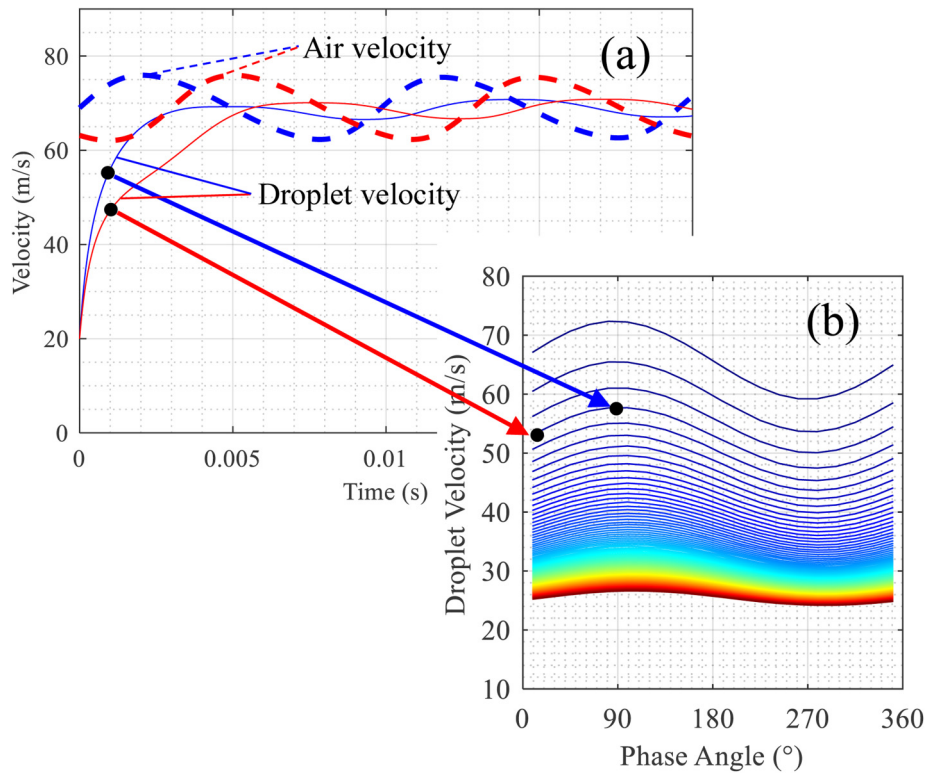 (a)
Air velocity
Droplet velocity
Velocity (m/s)
80
60
40
20
0
0
0.005
0.01
Time (s)
(b)
Droplet Velocity (m/s)
80
70
60
50
40
30
20
10
0
90
180
270
360
Phase Angle (°)